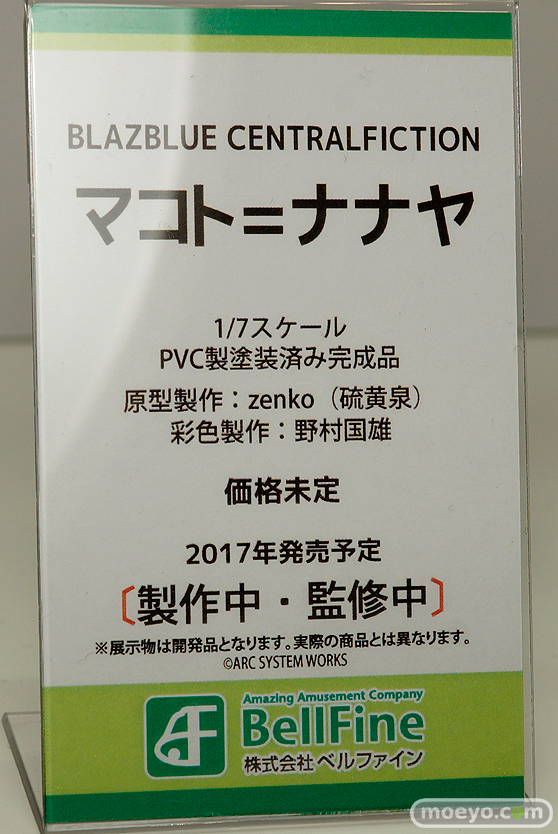 BLAZBLUE CENTRALFICTION
マコト=ナナヤ
1/7スケール
PVC製塗装済み完成品
原型製作：zenko（硫黄泉）
彩色製作：野村国雄
価格未定
2017年発売予定
〔製作中・監修中〕
※展示物は開発品となります。実際の商品とは異なります。
©ARC SYSTEM WORKS
Amazing Amusement Company
BellFine
株式会社 ベルファイン
moeyo.com